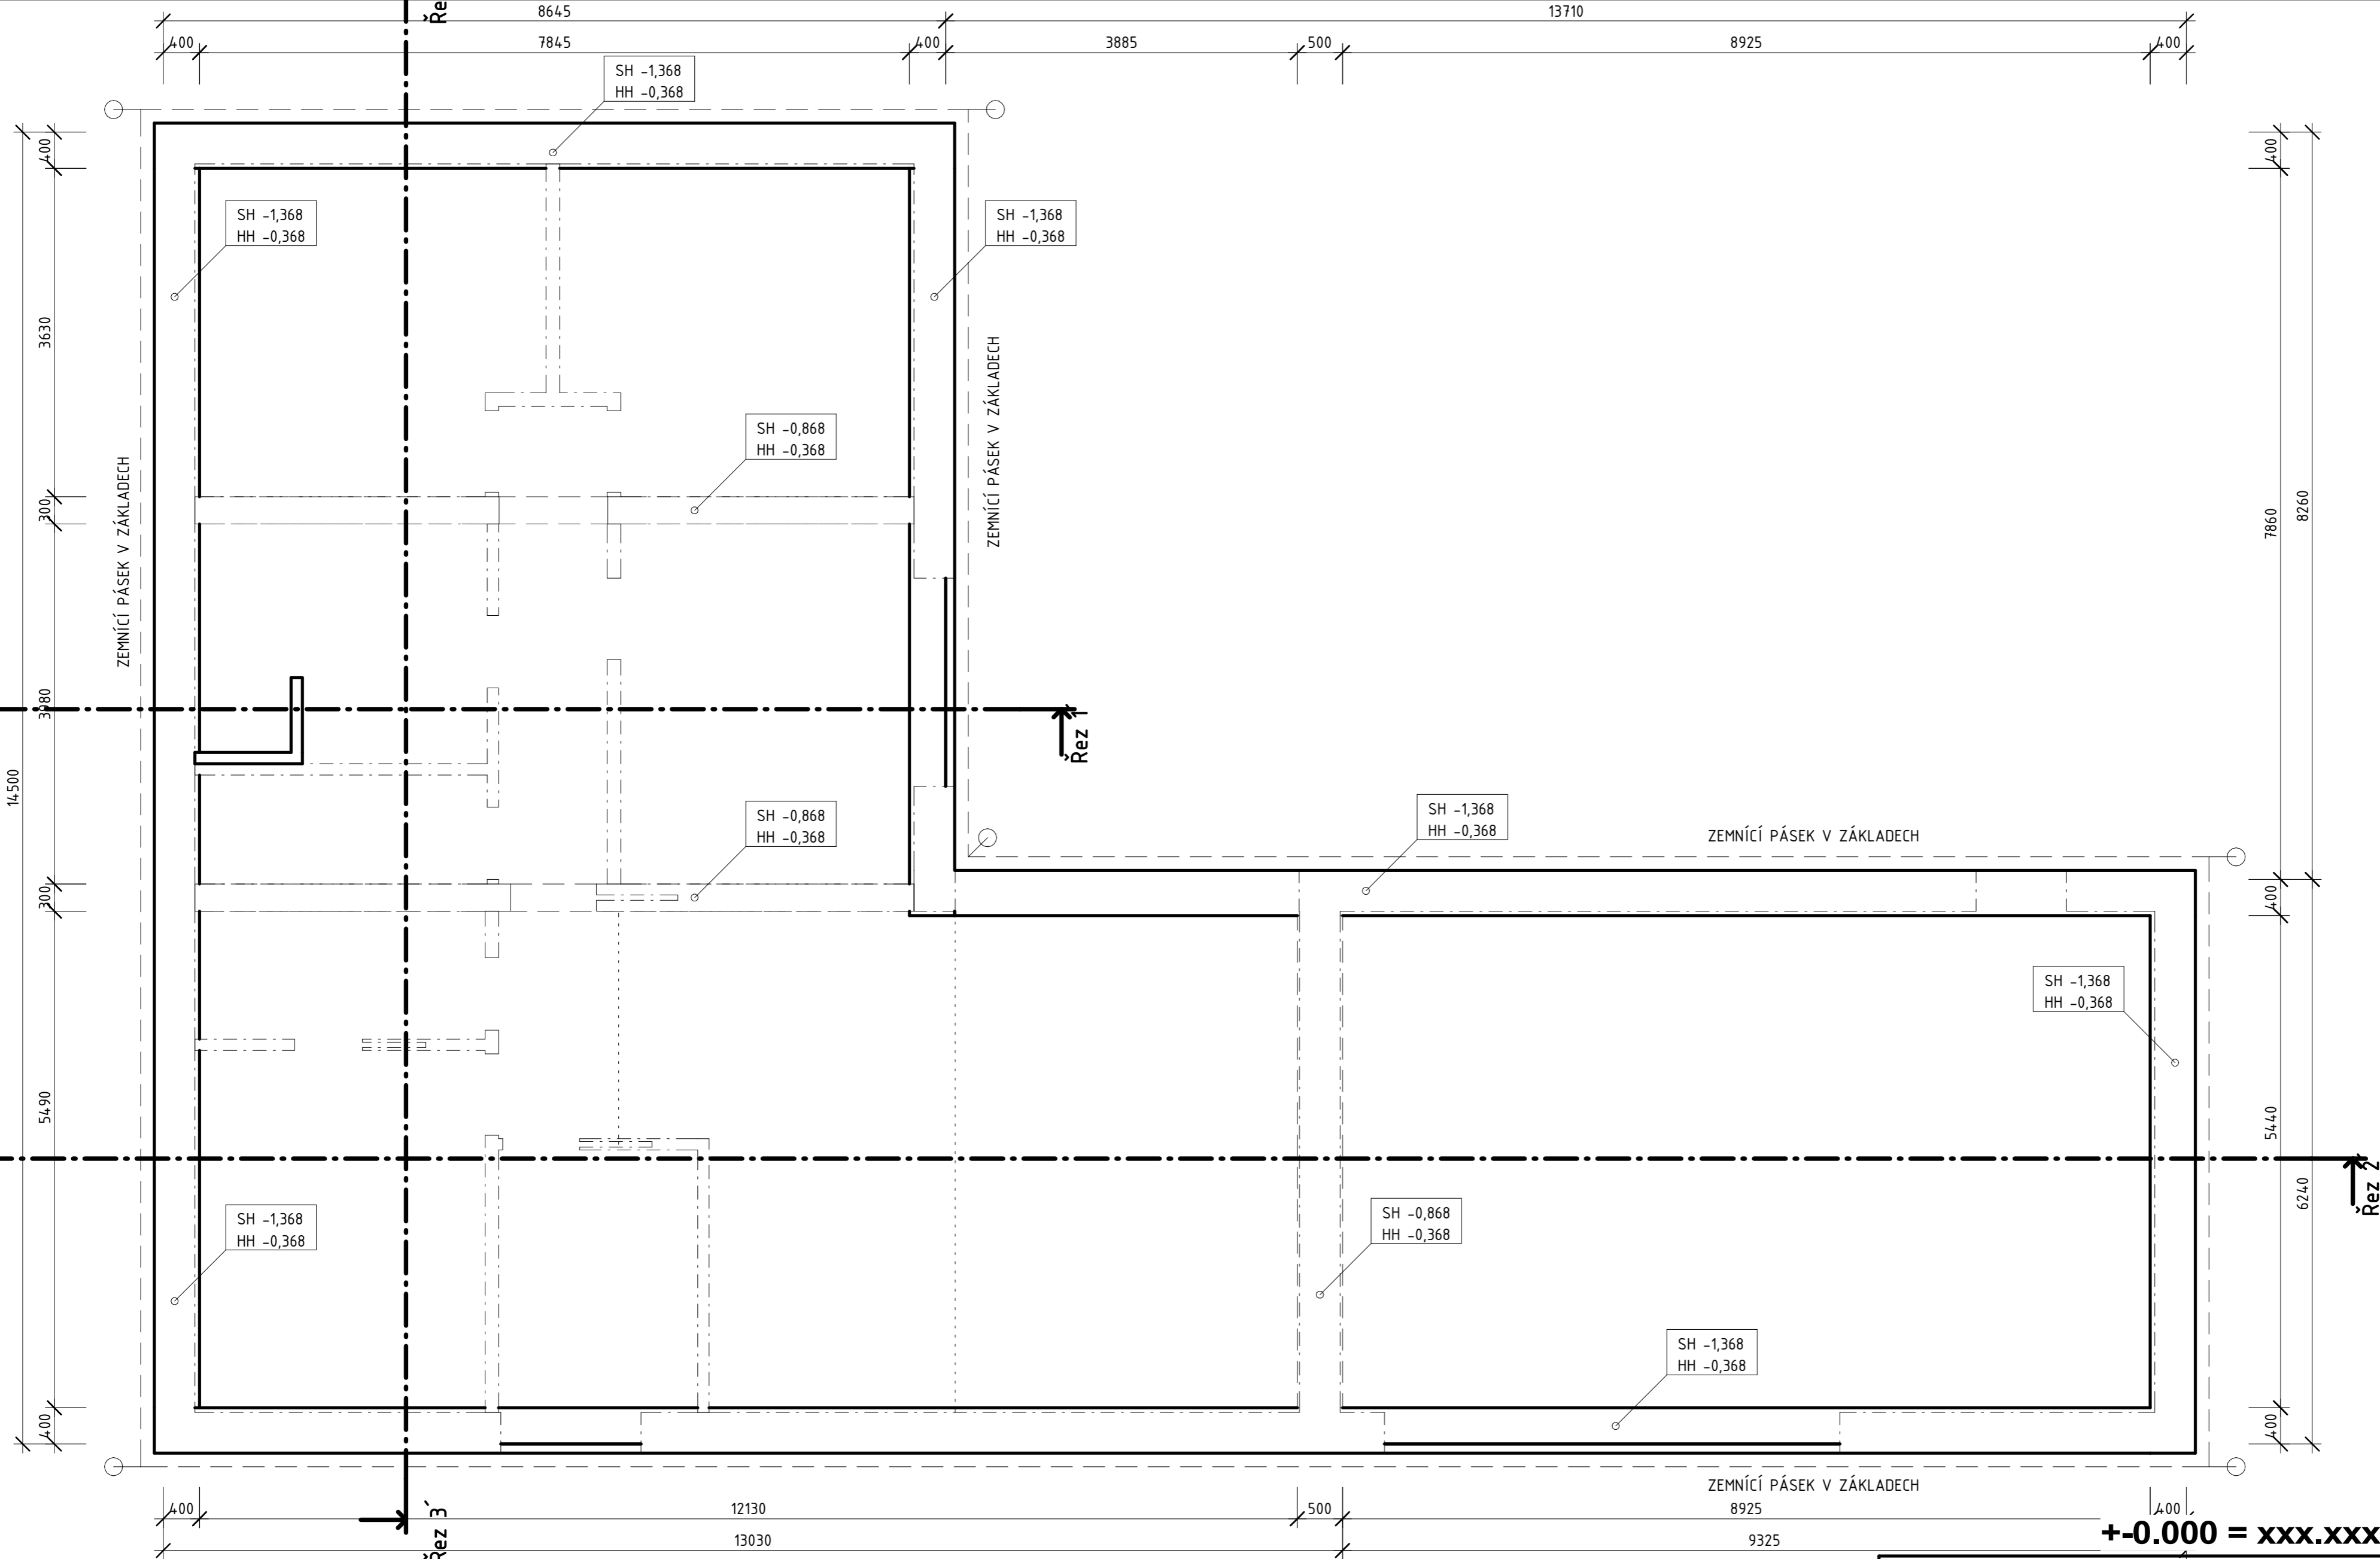 Ře
8645
13710
400
7845
400
3885
500
8925
400
SH -1,368
HH -0,368
400
400
SH -1,368
HH -0,368
SH -1,368
HH -0,368
3630
ZEMNÍCÍ PÁSEK V ZÁKLADECH
SH -0,868
HH -0,368
ZEMNÍCÍ PÁSEK V ZÁKLADECH
300
7860
8260
3980
Řez 1´
14500
SH -0,868
HH -0,368
SH -1,368
HH -0,368
ZEMNÍCÍ PÁSEK V ZÁKLADECH
300
400
SH -1,368
HH -0,368
5490
5440
SH -1,368
HH -0,368
SH -0,868
HH -0,368
6240
Řez 2´
SH -1,368
HH -0,368
400
400
ZEMNÍCÍ PÁSEK V ZÁKLADECH
400
12130
500
8925
400
Řez 3´
13030
9325
+-0.000 = xxx.xxx